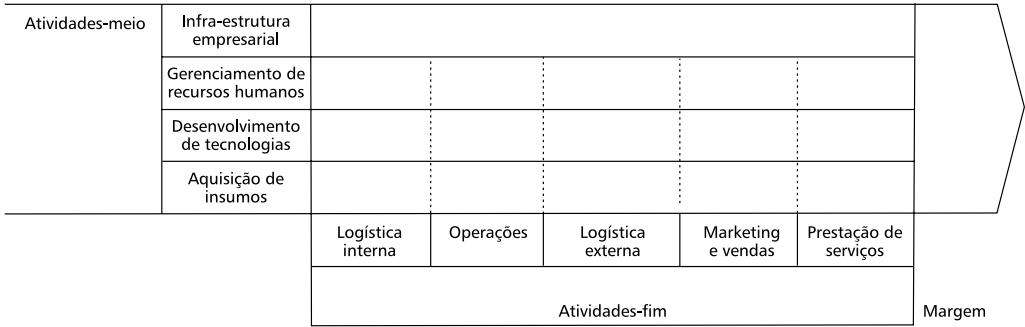 Atividades-meio
Infra-estrutura
empresarial
Gerenciamento de
recursos humanos
Desenvolvimento
de tecnologias
Aquisição de
insumos
Logística
interna
Operações
Logística
externa
Marketing
e vendas
Prestação de
serviços
Atividades-fim
Margem